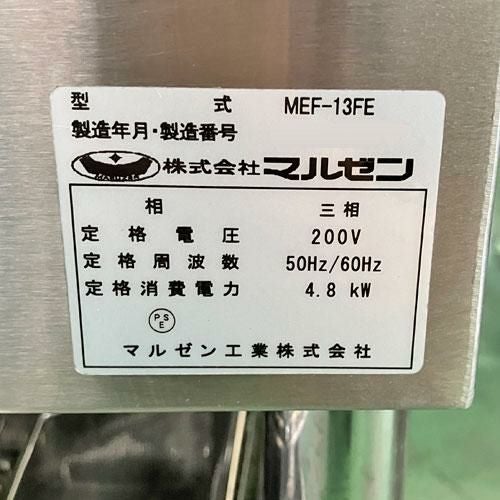 型 式 MEF-13FE
製造年月・製造番号
MARUZEN 株式会社マルゼン
相 三相
定格電圧 200V
定格周波数 50Hz/60Hz
定格消費電力 4.8 kW
PS E
マルゼン工業株式会社